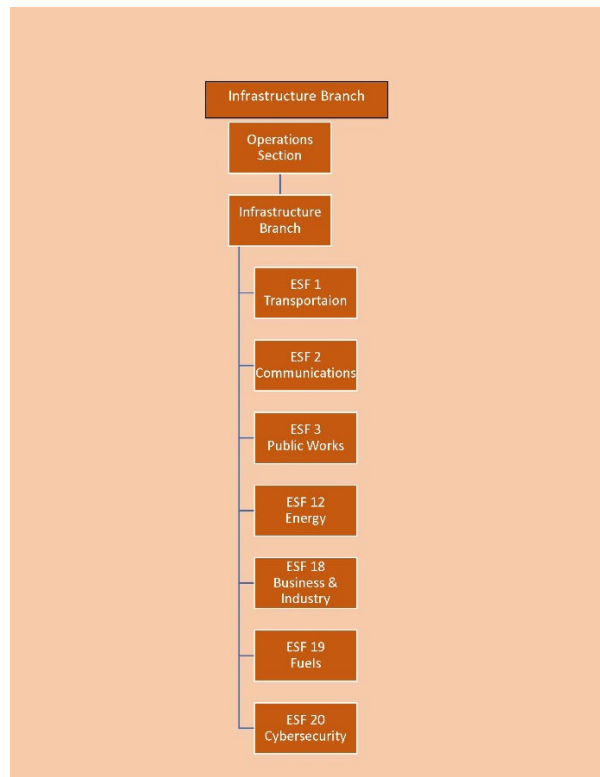 Infrastructure Branch
Operations
Section
Infrastructure
Branch
ESF 1
Transportaion
ESF 2
Communications
ESF 3
Public Works
ESF 12
Energy
ESF 18
Business &
Industry
ESF 19
Fuels
ESF 20
Cybersecurity